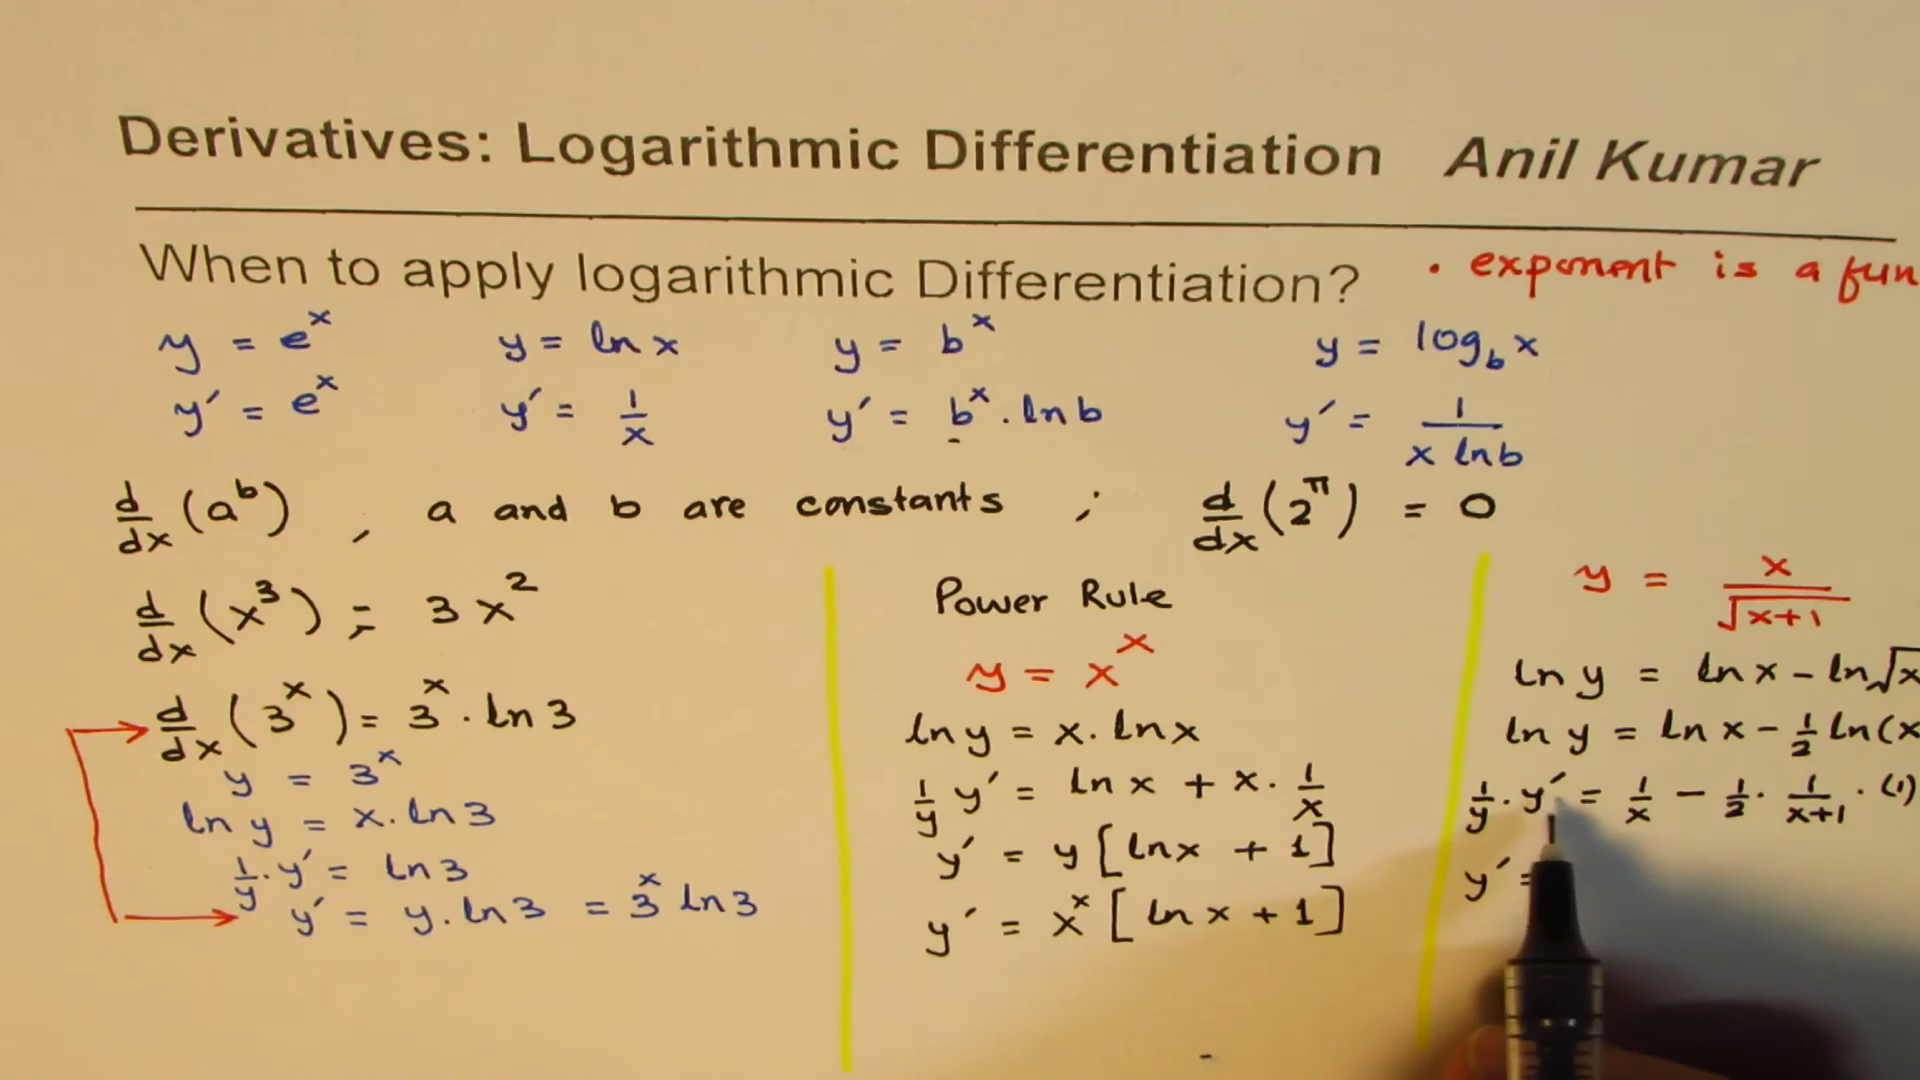 Derivatives: Logarithmic Differentiation Anil Kumar
When to apply logarithmic Differentiation? • exponent is a fun
y = e^x y = ln x y = b^x y = log_b x
y′ = e^x y′ = 1/x y′ = b^x . ln b y′ = 1/(x ln b)
d/dx (a^b) , a and b are constants ; d/dx (2^π) = 0
d/dx (x^3) = 3x^2
d/dx (3^x) = 3^x . ln 3
y = 3^x
ln y = x. ln 3
1/y . y′ = ln 3
y′ = y. ln 3 = 3^x ln 3
Power Rule
y = x^x
ln y = x. ln x
1/y y′ = ln x + x. 1/x
y′ = y [ln x + 1]
y′ = x^x [ln x + 1]
y = x/√(x+1)
ln y = ln x - ln √x
ln y = ln x - 1/2 ln (x
1/y . y′ = 1/x - 1/2 . 1/(x+1) . (1)
y′ =